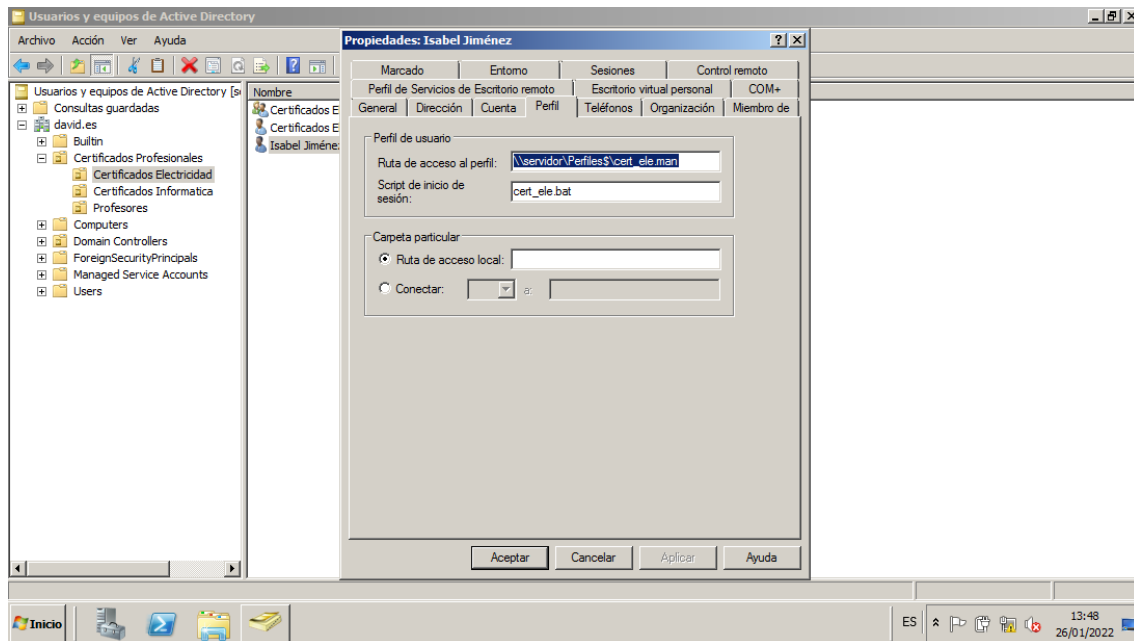 Usuarios y equipos de Active Directory
Archivo Acción Ver Ayuda
Usuarios y equipos de Active Directory [s
Consultas guardadas
david.es
Builtin
Certificados Profesionales
Certificados Electricidad
Certificados Informatica
Profesores
Computers
Domain Controllers
ForeignSecurityPrincipals
Managed Service Accounts
Users
Nombre
Certificados E
Certificados E
Isabel Jiméne
Propiedades: Isabel Jiménez
Marcado Entorno Sesiones Control remoto
Perfil de Servicios de Escritorio remoto Escritorio virtual personal COM+
General Dirección Cuenta Perfil Teléfonos Organización Miembro de
Perfil de usuario
Ruta de acceso al perfil: \\servidor\Perfiles$\cert_ele.man
Script de inicio de
sesión: cert_ele.bat
Carpeta particular
Ruta de acceso local:
Conectar: a:
Aceptar Cancelar Aplicar Ayuda
Inicio ES 13:48
26/01/2022